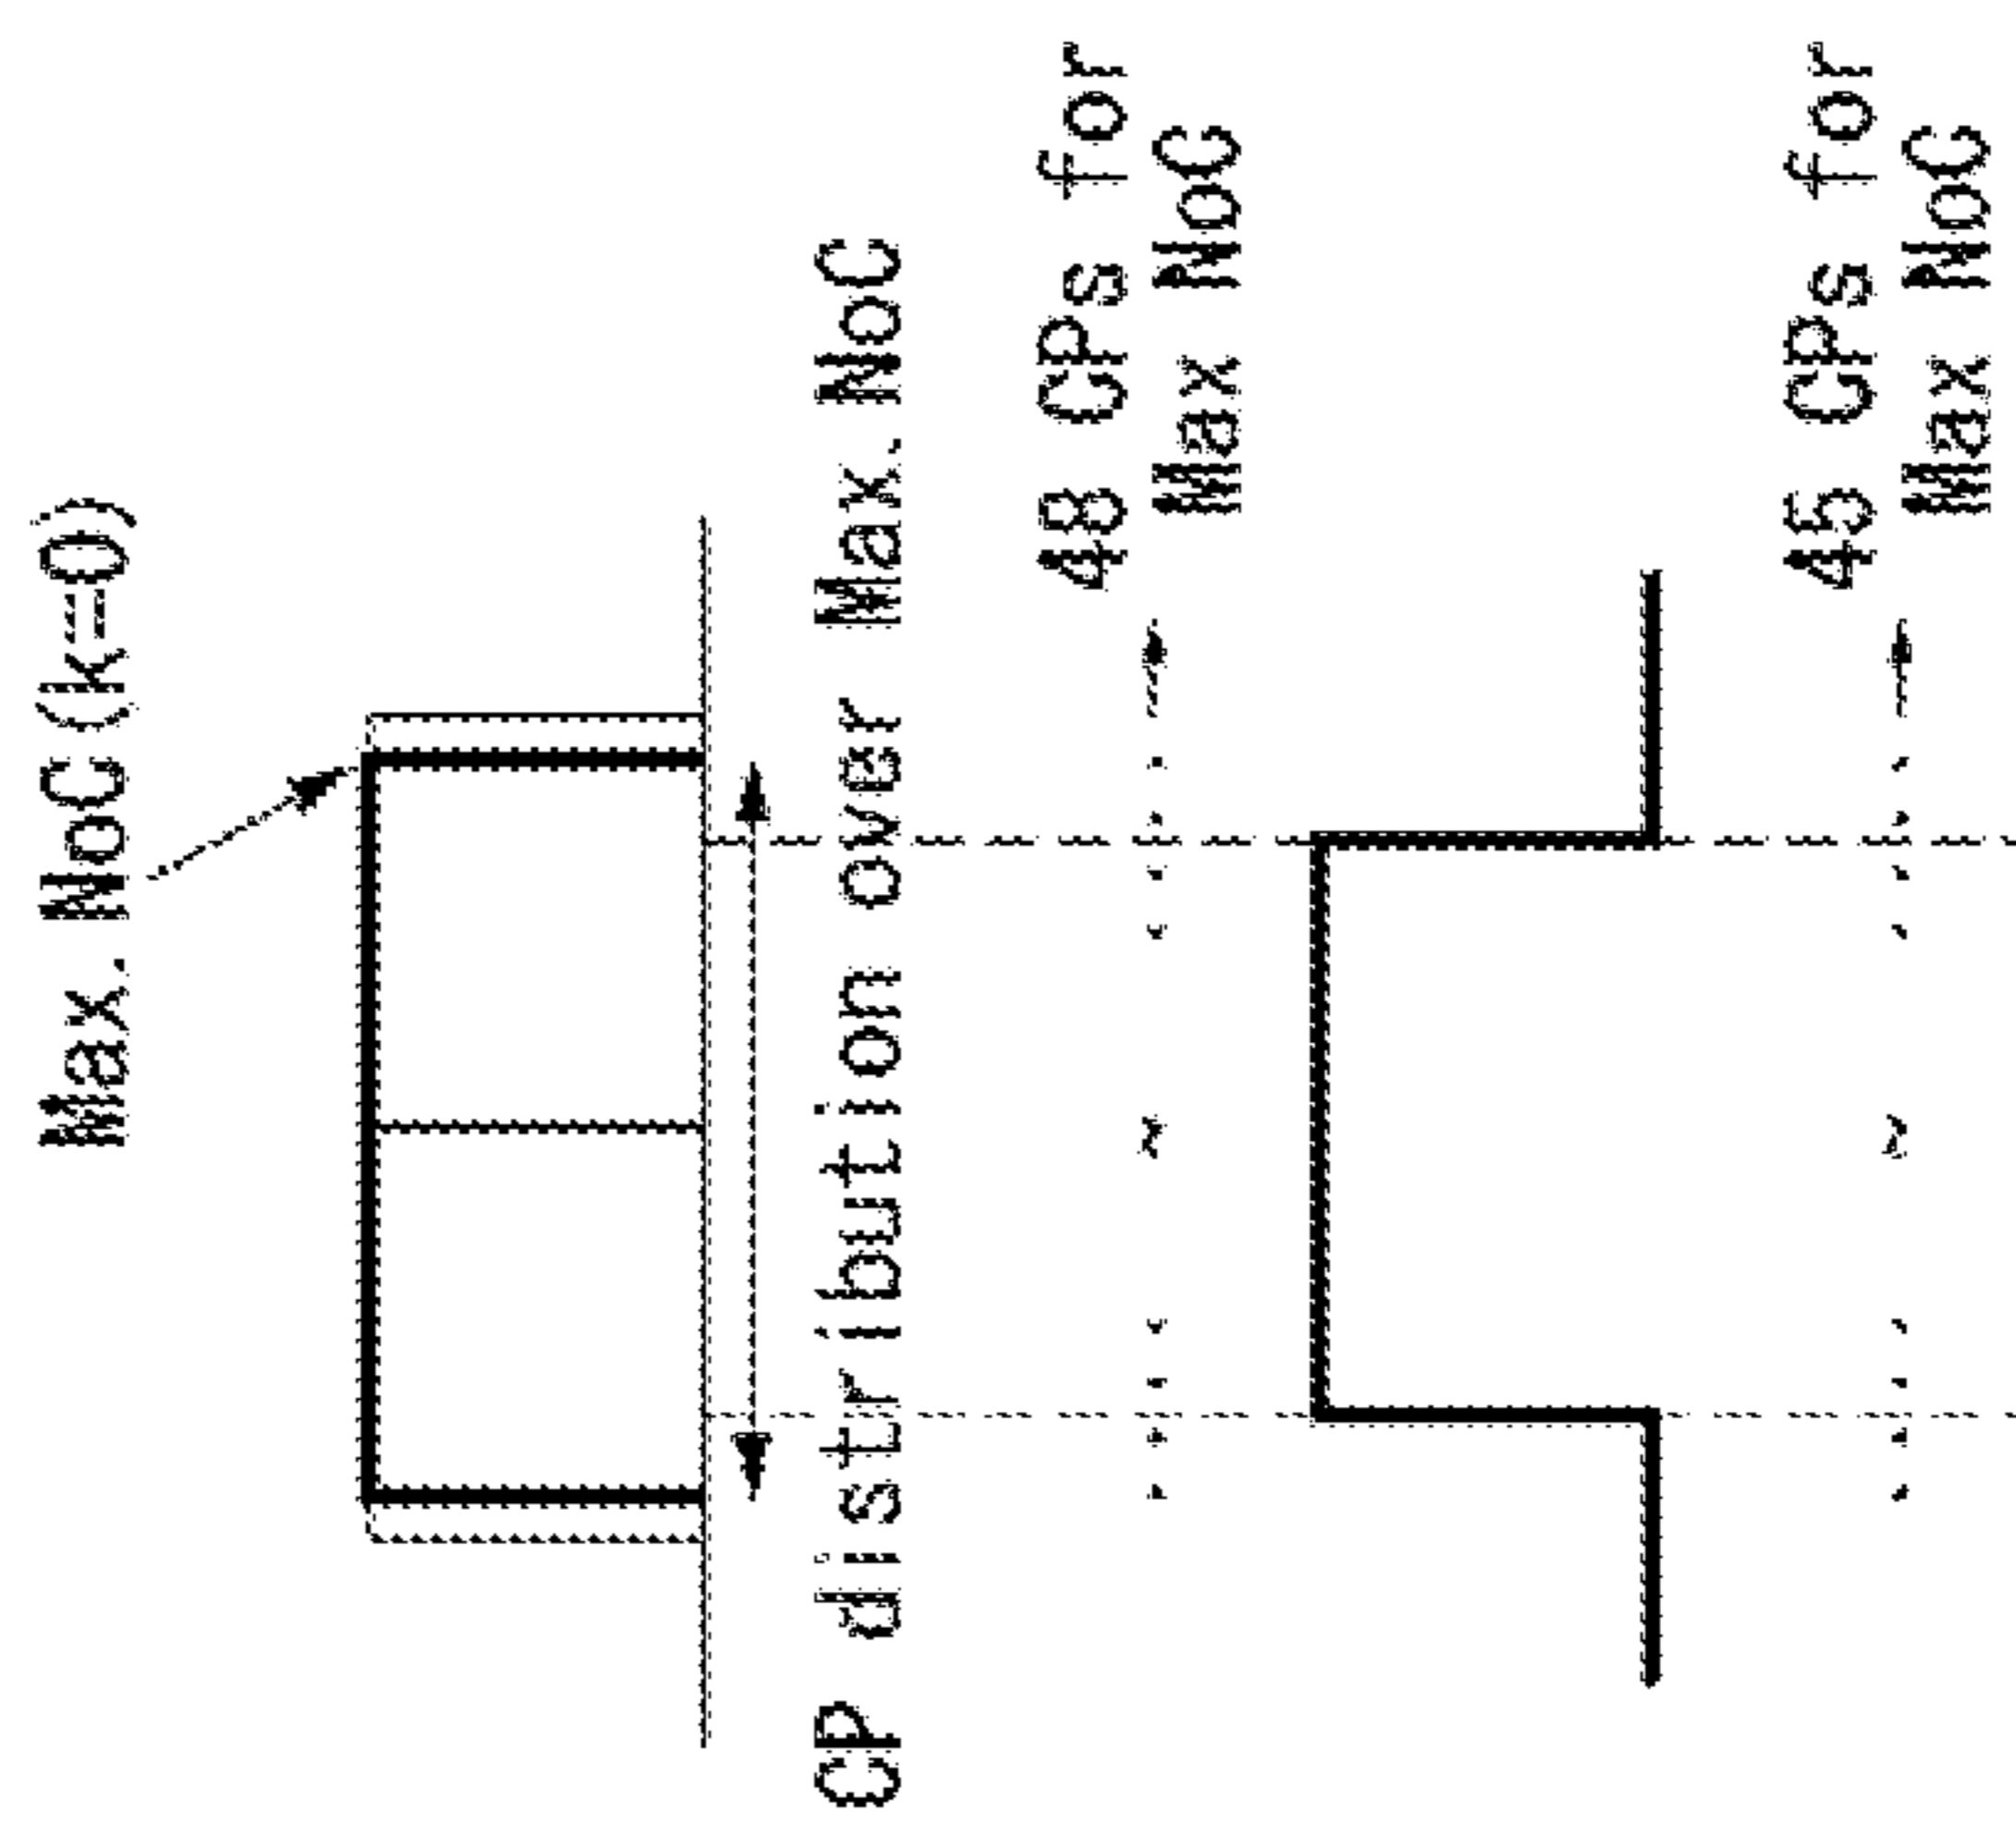 Max. NoC(k=0)
CP distribution over Max. NoC
48 CPs for
Max NoC
45 CPs for
Max NoC